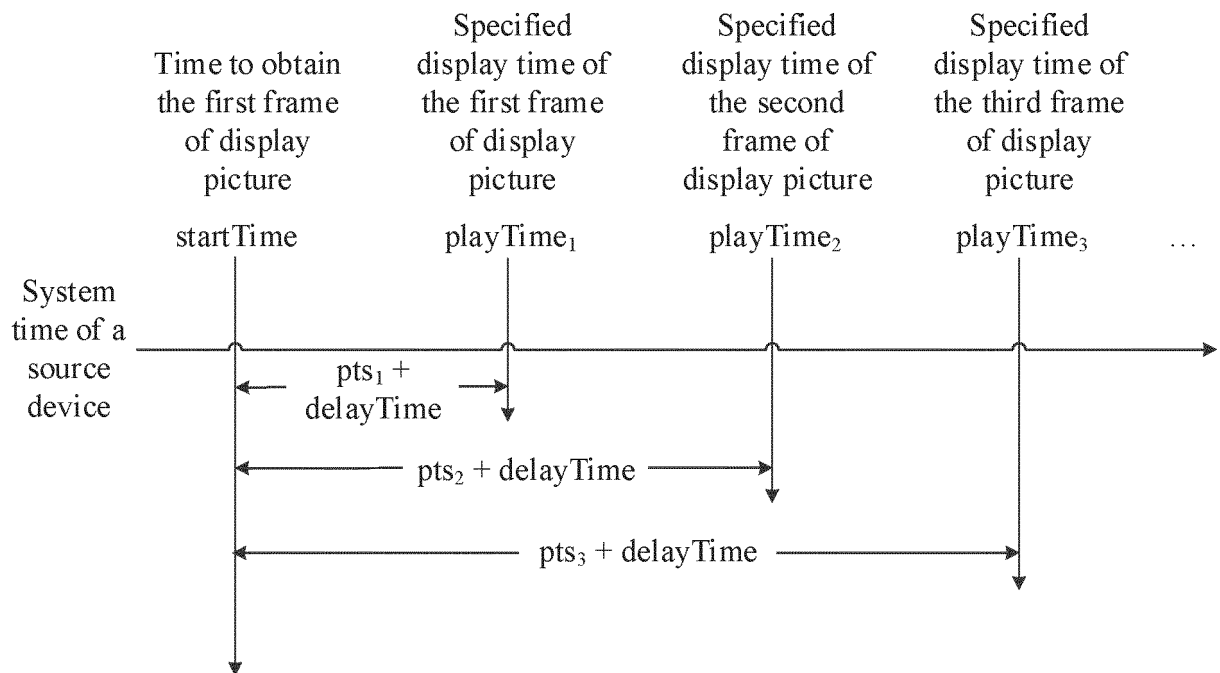 Time to obtain
the first frame
of display
picture
Specified
display time of
the first frame
of display
picture
Specified
display time of
the second
frame of
display picture
Specified
display time of
the third frame
of display
picture
startTime
playTime₁
playTime₂
playTime₃
...
System
time of a
source
device
pts₁ +
delayTime
pts₂ + delayTime
pts₃ + delayTime